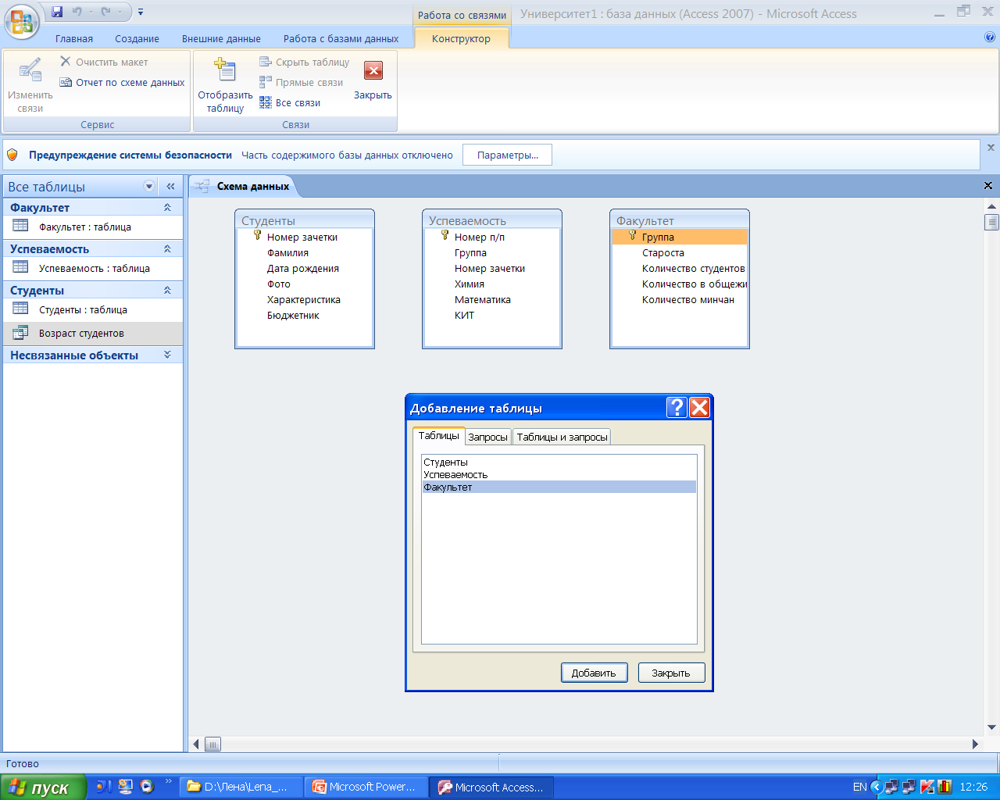 Работа со связями
Университет1 : база данных (Access 2007) - Microsoft Access
Главная
Создание
Внешние данные
Работа с базами данных
Конструктор
Изменить
связи
Очистить макет
Отчет по схеме данных
Сервис
Отобразить
таблицу
Скрыть таблицу
Прямые связи
Все связи
Закрыть
Связи
Предупреждение системы безопасности
Часть содержимого базы данных отключено
Параметры...
Все таблицы
Факультет
Факультет : таблица
Успеваемость
Успеваемость : таблица
Студенты
Студенты : таблица
Возраст студентов
Несвязанные объекты
Схема данных
Студенты
Номер зачетки
Фамилия
Дата рождения
Фото
Характеристика
Бюджетник
Успеваемость
Номер п/п
Группа
Номер зачетки
Химия
Математика
КИТ
Факультет
Группа
Староста
Количество студентов
Количество в общежи
Количество минчан
Добавление таблицы
Таблицы
Запросы
Таблицы и запросы
Студенты
Успеваемость
Факультет
Добавить
Закрыть
Готово
пуск
D:\Лена\Lena_...
Microsoft Power...
Microsoft Access...
EN
12:26